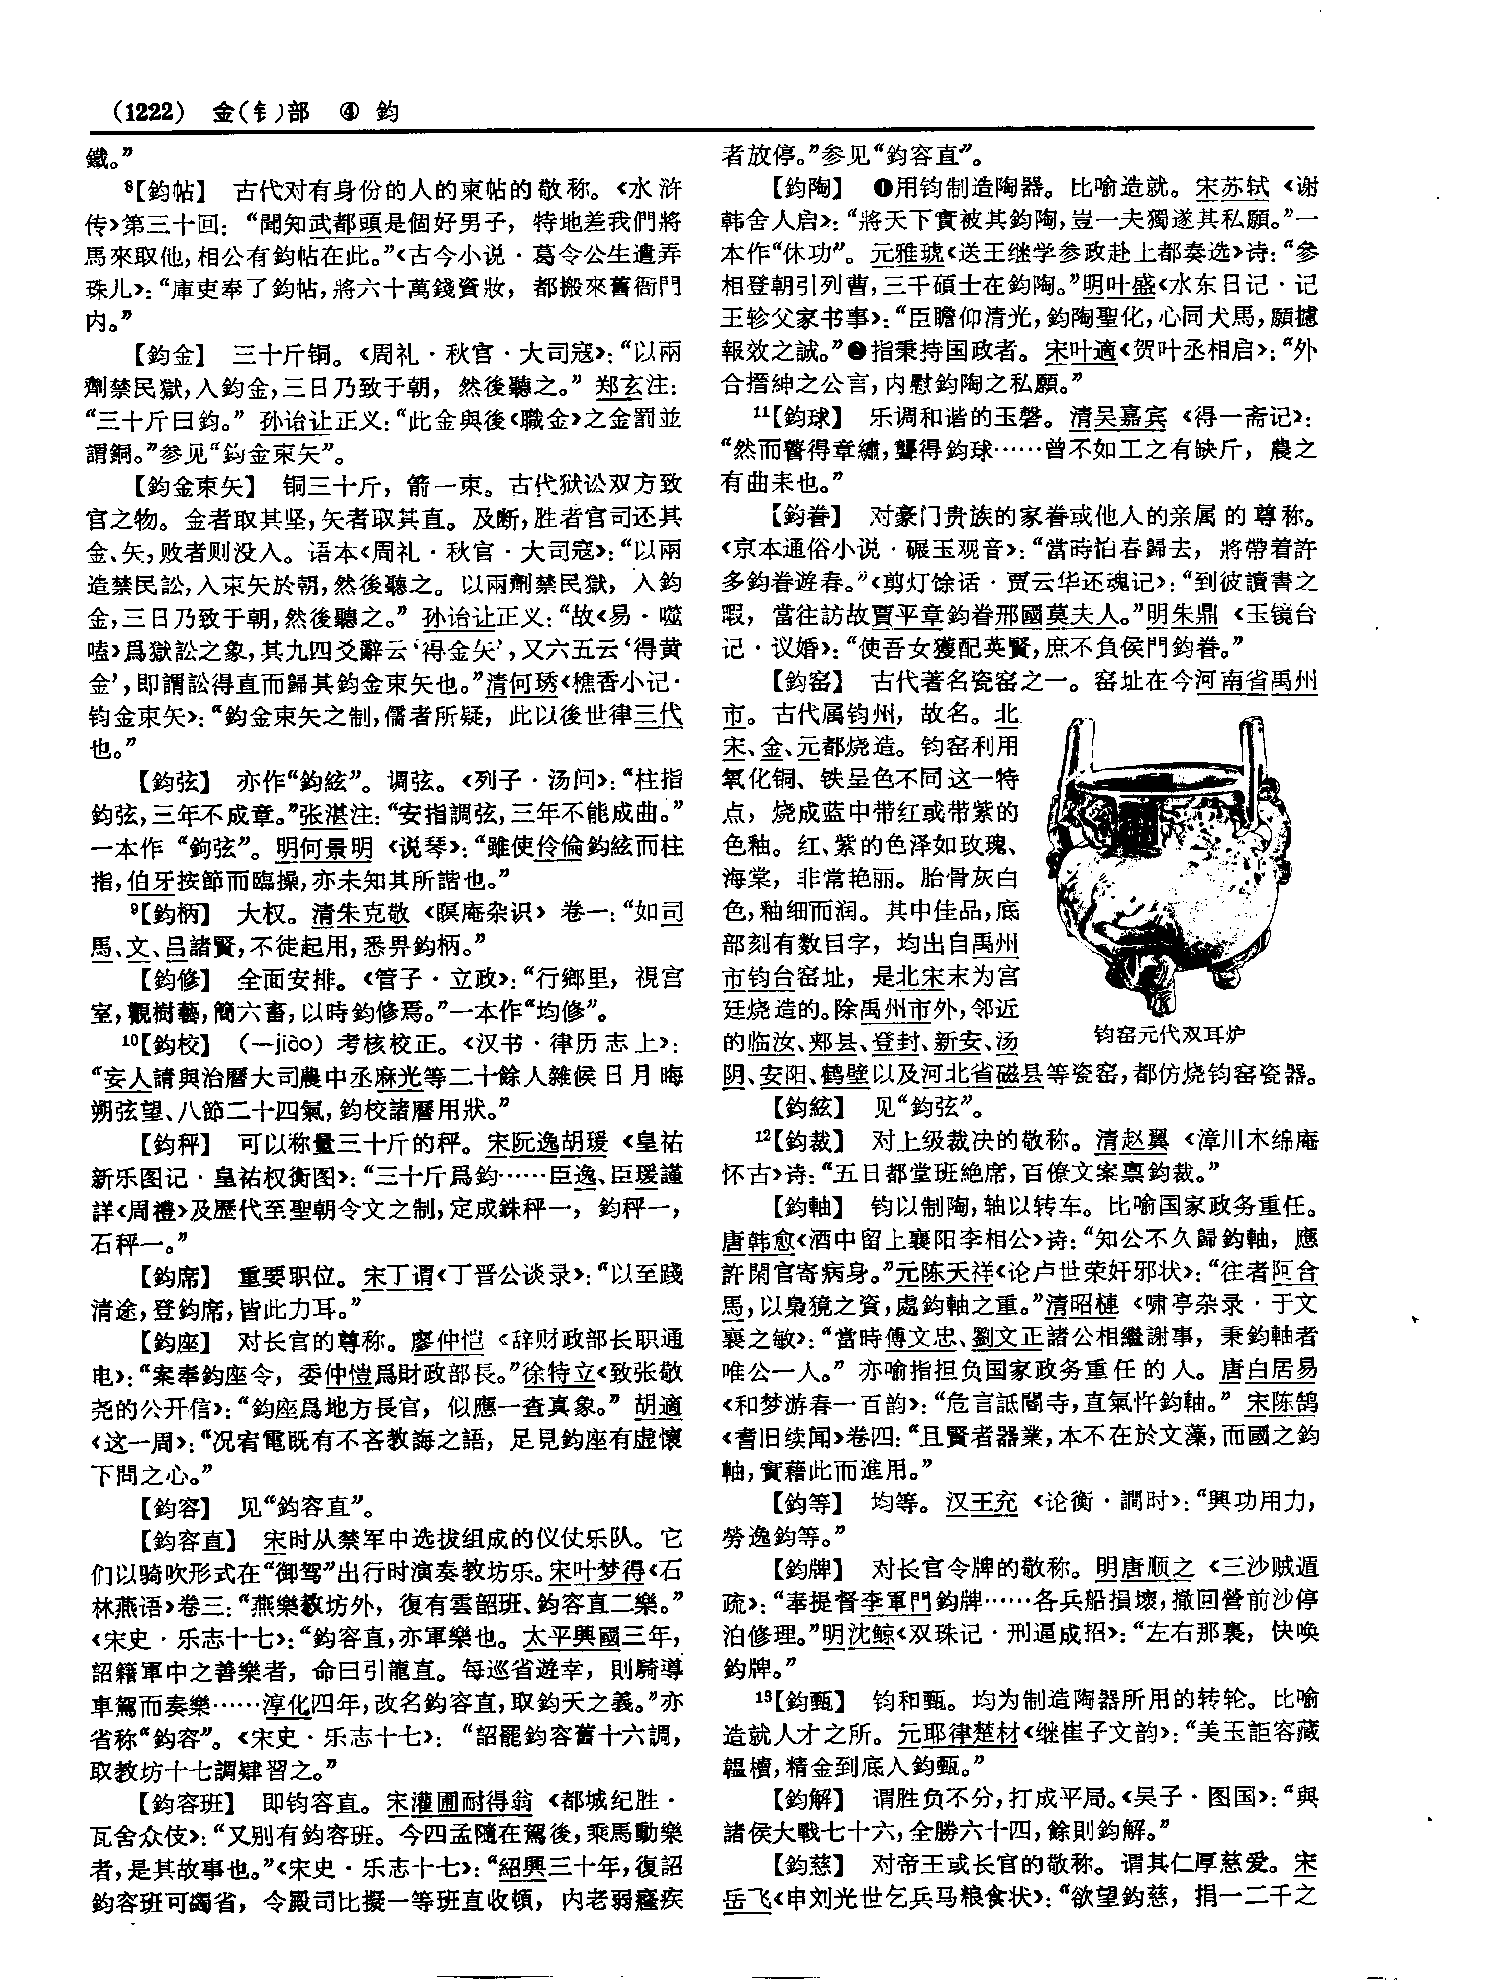 (1222) 金(钅)部 ④ 鈞
鐵。”
⁸【鈞帖】 古代对有身份的人的柬帖的敬称。《水浒
传》第三十回：“聞知武都頭是個好男子，特地差我們將
馬來取他，相公有鈞帖在此。”《古今小说·葛令公生遣弄
珠儿》：“庫吏奉了鈞帖，將六十萬錢資妝，都搬來舊衙門
内。”
【鈞金】 三十斤铜。《周礼·秋官·大司寇》：“以兩
劑禁民獄，入鈞金，三日乃致于朝，然後聽之。”郑玄注：
“三十斤曰鈞。”孙诒让正义：“此金與後《職金》之金罰並
謂銅。”参见“鈞金束矢”。
【鈞金束矢】 铜三十斤，箭一束。古代狱讼双方致
官之物。金者取其坚，矢者取其直。及断，胜者官司还其
金、矢，败者则没入。语本《周礼·秋官·大司寇》：“以兩
造禁民訟，入束矢於朝，然後聽之。以兩劑禁民獄，入鈞
金，三日乃致于朝，然後聽之。”孙诒让正义：“故《易·噬
嗑》爲獄訟之象，其九四爻辭云‘得金矢’，又六五云‘得黄
金’，即謂訟得直而歸其鈞金束矢也。”清何琇《樵香小记·
钧金束矢》：“鈞金束矢之制，儒者所疑，此以後世律三代
也。”
【鈞弦】 亦作“鈞絃”。调弦。《列子·汤问》：“柱指
鈞弦，三年不成章。”张湛注：“安指調弦，三年不能成曲。”
一本作“鉤弦”。明何景明《说琴》：“雖使伶倫鈞絃而柱
指，伯牙按節而臨操，亦未知其所諧也。”
⁹【鈞柄】 大权。清朱克敬《瞑庵杂识》卷一：“如司
馬、文、吕諸賢，不徒起用，悉畀鈞柄。”
【鈞修】 全面安排。《管子·立政》：“行鄉里，視宫
室，觀樹藝，簡六畜，以時鈞修焉。”一本作“均修”。
¹⁰【鈞校】 （—jiào）考核校正。《汉书·律历志上》：
“妄人請與治曆大司農中丞麻光等二十餘人雜候日月晦
朔弦望、八節二十四氣，鈞校諸曆用狀。”
【鈞秤】 可以称量三十斤的秤。宋阮逸胡瑗《皇祐
新乐图记·皇祐权衡图》：“三十斤爲鈞……臣逸、臣瑗謹
詳《周禮》及歷代至聖朝令文之制，定成銖秤一，鈞秤一，
石秤一。”
【鈞席】 重要职位。宋丁谓《丁晋公谈录》：“以至踐
清途，登鈞席，皆此力耳。”
【鈞座】 对长官的尊称。廖仲恺《辞财政部长职通
电》：“案奉鈞座令，委仲愷爲財政部長。”徐特立《致张敬
尧的公开信》：“鈞座爲地方長官，似應一查真象。”胡適
《这一周》：“况宥電既有不吝教誨之語，足見鈞座有虚懷
下問之心。”
【鈞容】 见“鈞容直”。
【鈞容直】 宋时从禁军中选拔组成的仪仗乐队。它
们以骑吹形式在“御驾”出行时演奏教坊乐。宋叶梦得《石
林燕语》卷三：“燕樂教坊外，復有雲韶班、鈞容直二樂。”
《宋史·乐志十七》：“鈞容直，亦軍樂也。太平興國三年，
詔籍軍中之善樂者，命曰引龍直。每巡省遊幸，則騎導
車駕而奏樂……淳化四年，改名鈞容直，取鈞天之義。”亦
省称“鈞容”。《宋史·乐志十七》：“詔罷鈞容舊十六調，
取教坊十七調肄習之。”
【鈞容班】 即钧容直。宋灌圃耐得翁《都城纪胜·
瓦舍众伎》：“又别有鈞容班。今四孟隨在駕後，乘馬動樂
者，是其故事也。”《宋史·乐志十七》：“紹興三十年，復詔
鈞容班可蠲省，令殿司比擬一等班直收頓，内老弱癃疾
者放停。”参见“鈞容直”。
【鈞陶】 ❶用钧制造陶器。比喻造就。宋苏轼《谢
韩舍人启》：“將天下實被其鈞陶，豈一夫獨遂其私願。”一
本作“休功”。元雅琥《送王继学参政赴上都奏选》诗：“參
相登朝引列曹，三千碩士在鈞陶。”明叶盛《水东日记·记
王轸父家书事》：“臣瞻仰清光，鈞陶聖化，心同犬馬，願攄
報效之誠。”❷指秉持国政者。宋叶適《贺叶丞相启》：“外
合搢紳之公言，内慰鈞陶之私願。”
¹¹【鈞球】 乐调和谐的玉磬。清吴嘉宾《得一斋记》：
“然而瞽得章繡，聾得鈞球……曾不如工之有缺斤，農之
有曲耒也。”
【鈞眷】 对豪门贵族的家眷或他人的亲属的尊称。
《京本通俗小说·碾玉观音》：“當時怕春歸去，將帶着許
多鈞眷遊春。”《剪灯馀话·贾云华还魂记》：“到彼讀書之
暇，當往訪故賈平章鈞眷邢國莫夫人。”明朱鼎《玉镜台
记·议婚》：“使吾女獲配英賢，庶不負侯門鈞眷。”
【鈞窑】 古代著名瓷窑之一。窑址在今河南省禹州
市。古代属钧州，故名。北
宋、金、元都烧造。钧窑利用
氧化铜、铁呈色不同这一特
点，烧成蓝中带红或带紫的
色釉。红、紫的色泽如玫瑰、
海棠，非常艳丽。胎骨灰白
色，釉细而润。其中佳品，底
部刻有数目字，均出自禹州
市钧台窑址，是北宋末为宫
廷烧造的。除禹州市外，邻近
的临汝、郏县、登封、新安、汤
阴、安阳、鹤壁以及河北省磁县等瓷窑，都仿烧钧窑瓷器。
钧窑元代双耳炉
【鈞絃】 见“鈞弦”。
¹²【鈞裁】 对上级裁决的敬称。清赵翼《漳川木绵庵
怀古》诗：“五日都堂班絶席，百僚文案禀鈞裁。”
【鈞軸】 钧以制陶，轴以转车。比喻国家政务重任。
唐韩愈《酒中留上襄阳李相公》诗：“知公不久歸鈞軸，應
許閑官寄病身。”元陈天祥《论卢世荣奸邪状》：“往者阿合
馬，以梟獍之資，處鈞軸之重。”清昭槤《啸亭杂录·于文
襄之敏》：“當時傅文忠、劉文正諸公相繼謝事，秉鈞軸者
唯公一人。”亦喻指担负国家政务重任的人。唐白居易
《和梦游春一百韵》：“危言詆閽寺，直氣忤鈞軸。”宋陈鹄
《耆旧续闻》卷四：“且賢者器業，本不在於文藻，而國之鈞
軸，實藉此而進用。”
【鈞等】 均等。汉王充《论衡·調时》：“興功用力，
勞逸鈞等。”
【鈞牌】 对长官令牌的敬称。明唐顺之《三沙贼遁
疏》：“奉提督李軍門鈞牌……各兵船損壞，撤回營前沙停
泊修理。”明沈鲸《双珠记·刑逼成招》：“左右那裏，快唤
鈞牌。”
¹³【鈞甄】 钧和甄。均为制造陶器所用的转轮。比喻
造就人才之所。元耶律楚材《继崔子文韵》：“美玉詎容藏
韞櫝，精金到底入鈞甄。”
【鈞解】 谓胜负不分，打成平局。《吴子·图国》：“與
諸侯大戰七十六，全勝六十四，餘則鈞解。”
【鈞慈】 对帝王或长官的敬称。谓其仁厚慈爱。宋
岳飞《申刘光世乞兵马粮食状》：“欲望鈞慈，捐一二千之